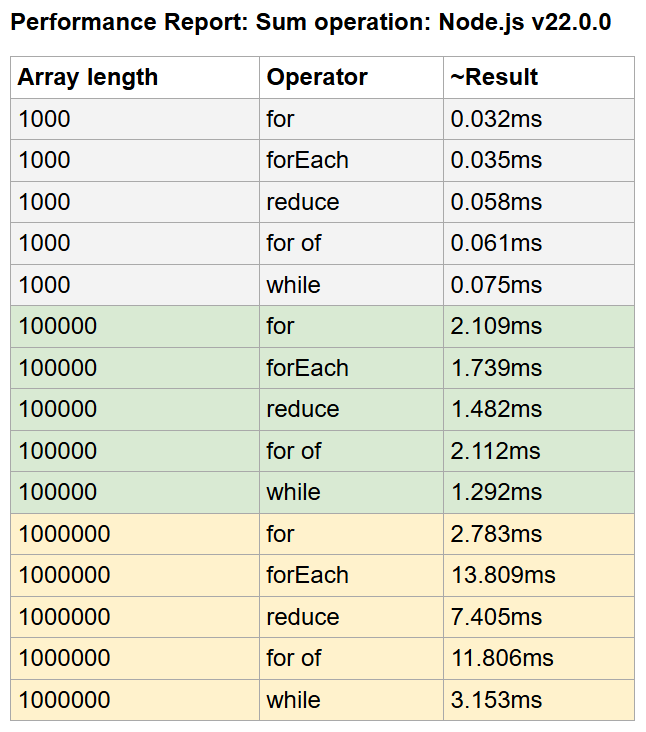 Performance Report: Sum operation: Node.js v22.0.0
Array length Operator ~Result
1000 for 0.032ms
1000 forEach 0.035ms
1000 reduce 0.058ms
1000 for of 0.061ms
1000 while 0.075ms
100000 for 2.109ms
100000 forEach 1.739ms
100000 reduce 1.482ms
100000 for of 2.112ms
100000 while 1.292ms
1000000 for 2.783ms
1000000 forEach 13.809ms
1000000 reduce 7.405ms
1000000 for of 11.806ms
1000000 while 3.153ms